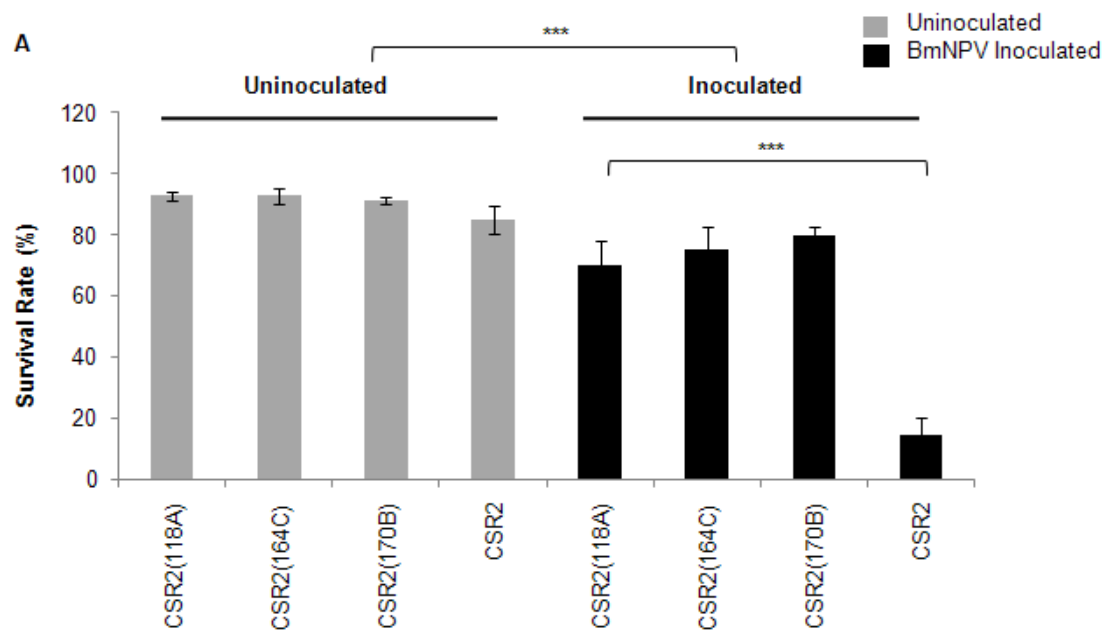 A
Uninoculated
BmNPV Inoculated
***
Uninoculated
Inoculated
***
Survival Rate (%)
120
100
80
60
40
20
0
CSR2(118A)
CSR2(164C)
CSR2(170B)
CSR2
CSR2(118A)
CSR2(164C)
CSR2(170B)
CSR2